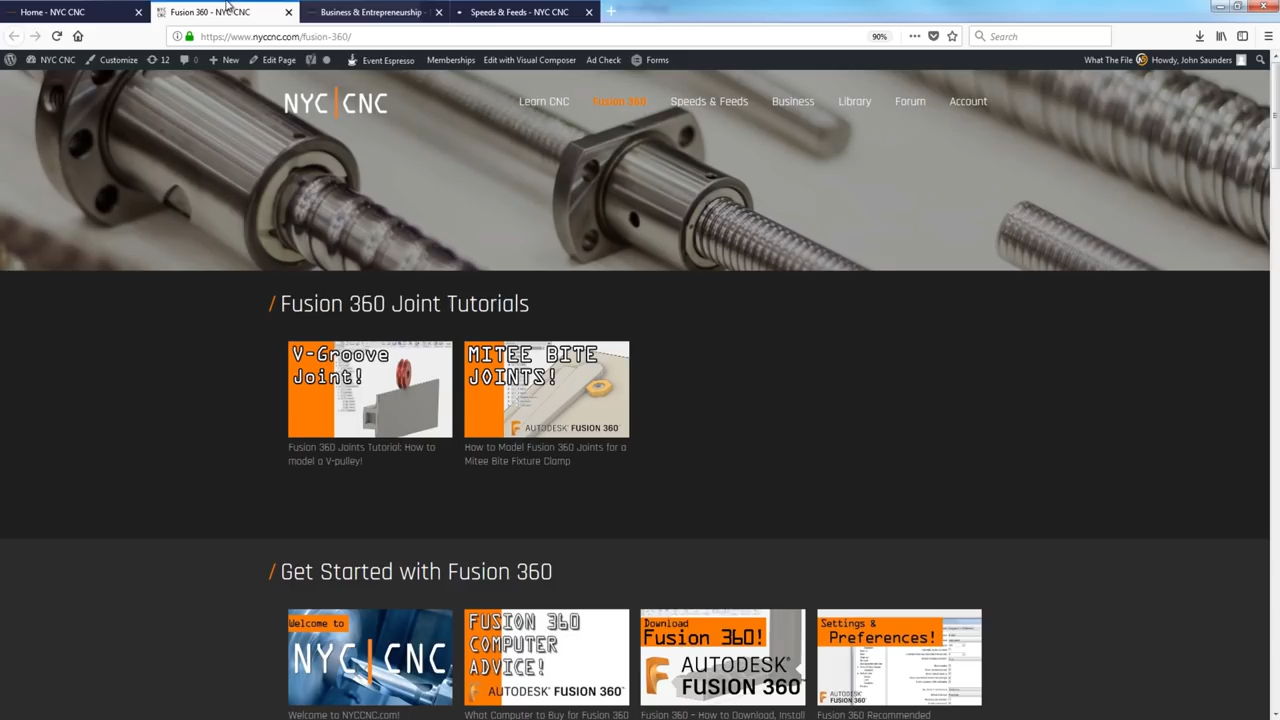 Home - NYC CNC
Fusion 360 - NYC CNC
Business & Entrepreneurship -
Speeds & Feeds - NYC CNC
https://www.nyccnc.com/fusion-360/
90%
Search
NYC CNC
Customize
12
0
New
Edit Page
Event Espresso
Memberships
Edit with Visual Composer
Ad Check
Forms
What The File
Howdy, John Saunders
NYC|CNC
Learn CNC
Fusion 360
Speeds & Feeds
Business
Library
Forum
Account
/ Fusion 360 Joint Tutorials
V-Groove
Joint!
MITEE BITE
JOINTS!
AUTODESK® FUSION 360™
Fusion 360 Joints Tutorial: How to
model a V-pulley!
How to Model Fusion 360 Joints for a
Mitee Bite Fixture Clamp
/ Get Started with Fusion 360
Welcome to
NYC|CNC
FUSION 360
COMPUTER
ADVICE!
AUTODESK® FUSION 360™
Download
Fusion 360!
AUTODESK®
FUSION 360™
Settings &
Preferences!
AUTODESK® FUSION 360™
Welcome to NYCCNC.com!
What Computer to Buy for Fusion 360
Fusion 360 – How to Download, Install
Fusion 360 Recommended